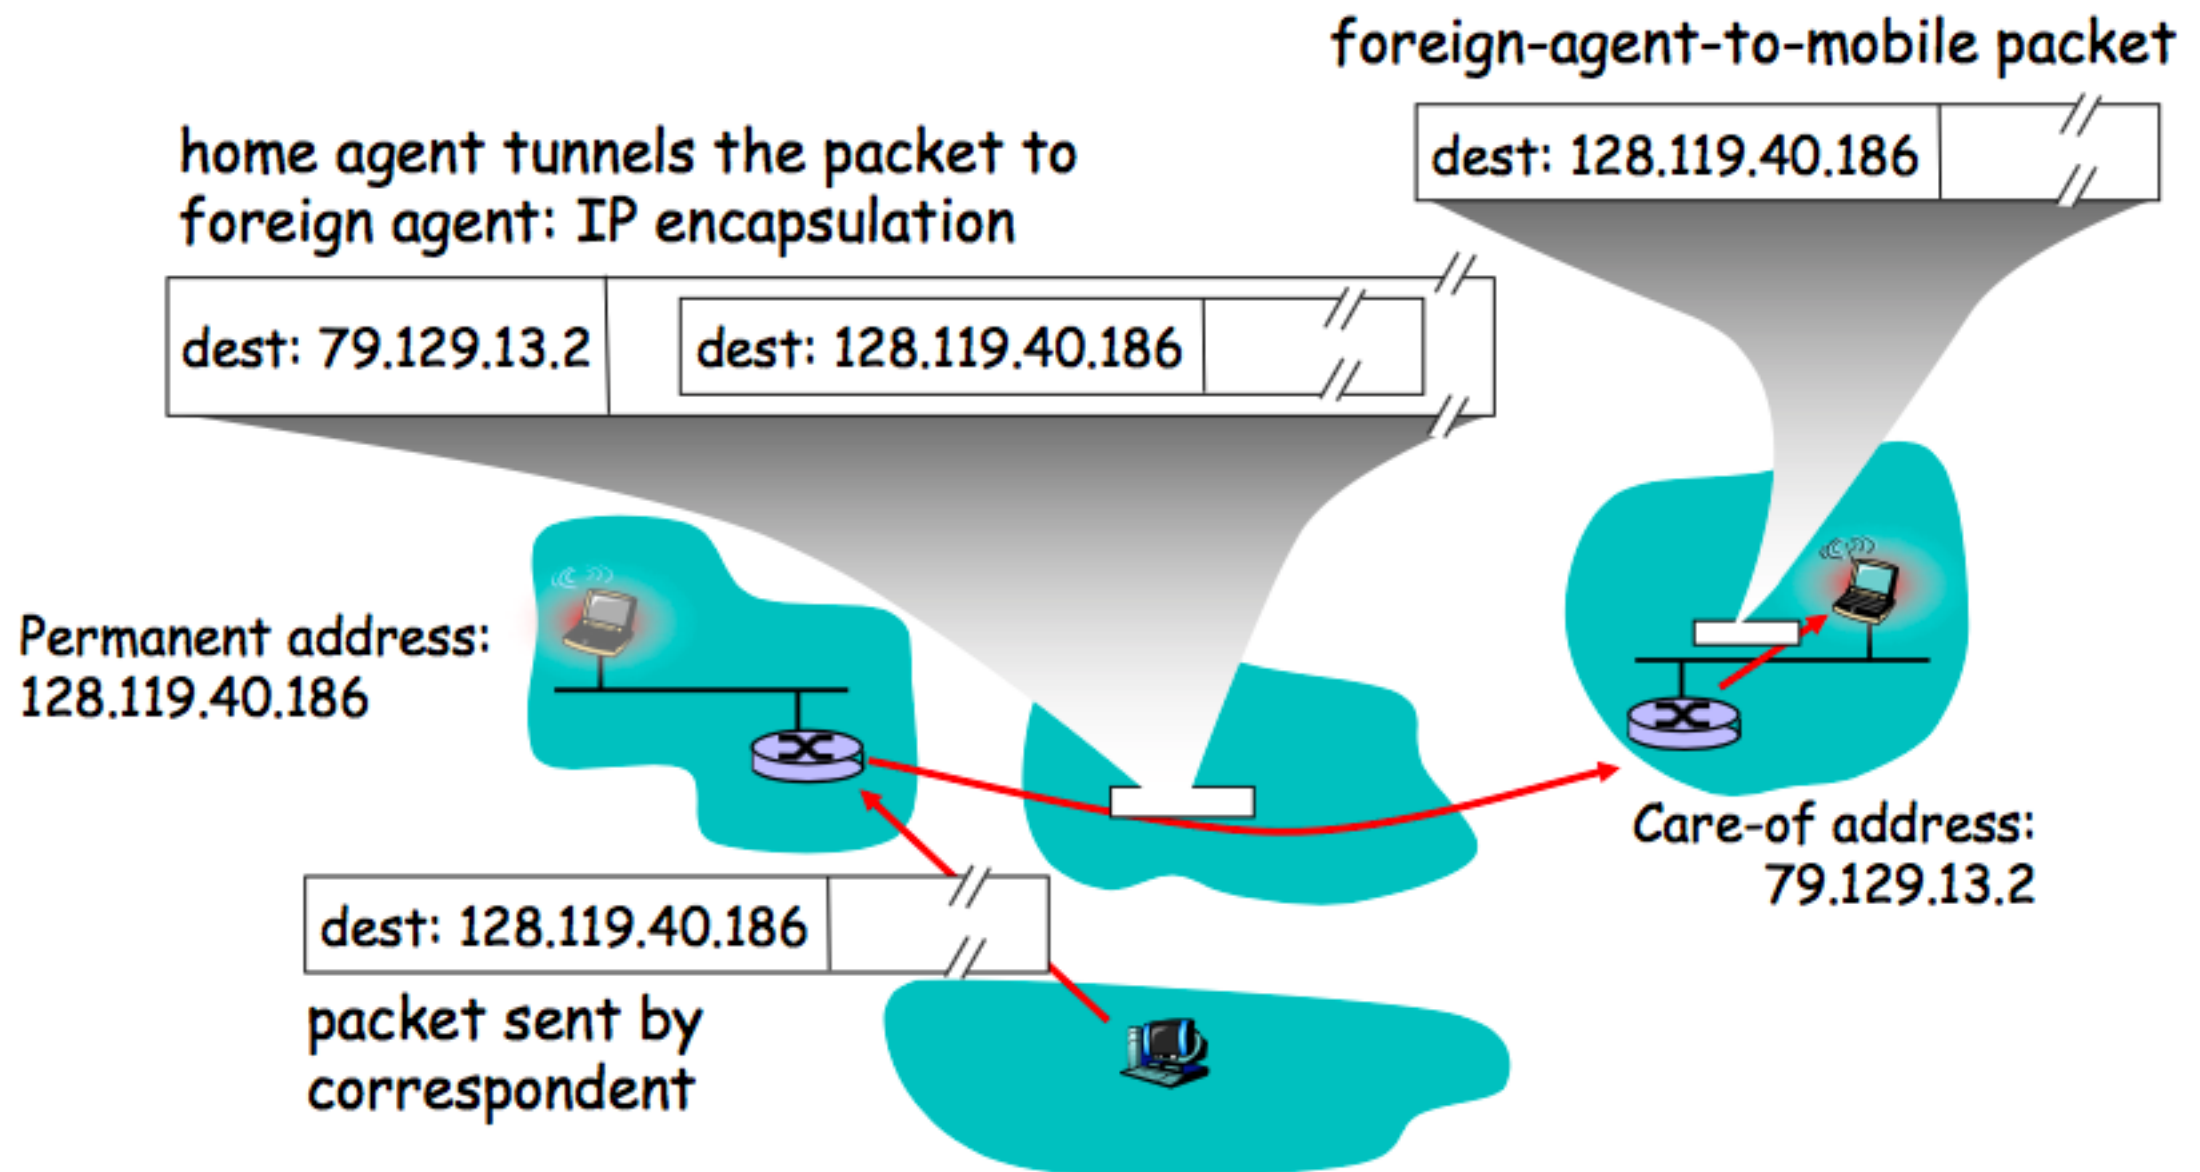 foreign-agent-to-mobile packet
dest: 128.119.40.186
home agent tunnels the packet to
foreign agent: IP encapsulation
dest: 79.129.13.2
dest: 128.119.40.186
Permanent address:
128.119.40.186
Care-of address:
79.129.13.2
dest: 128.119.40.186
packet sent by
correspondent